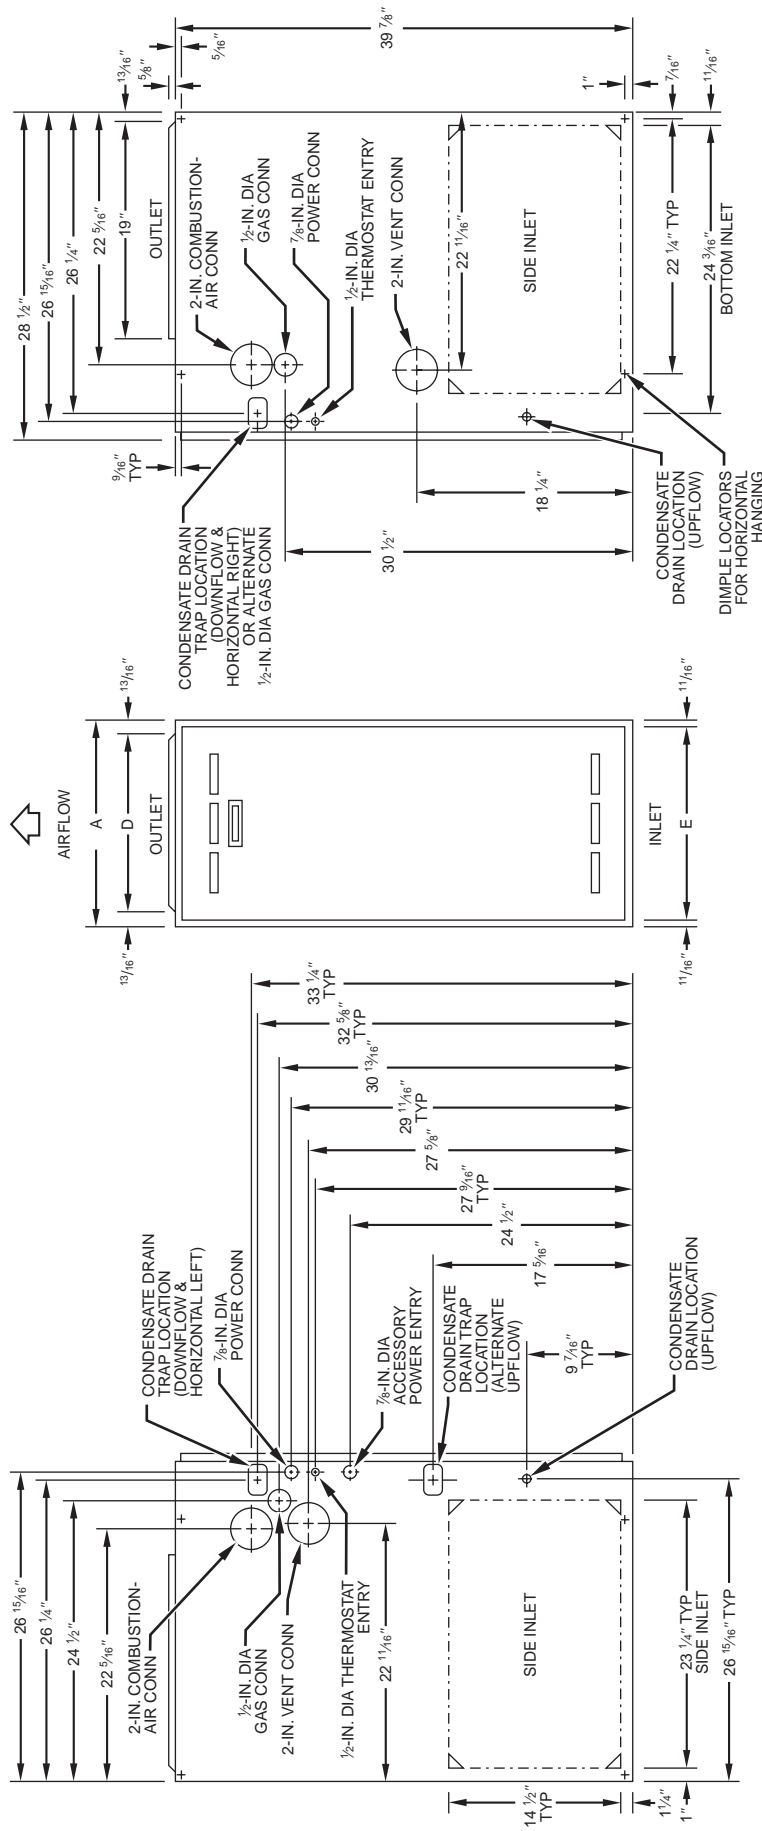 26 15/16"
26 1/4"
24 1/2"
22 5/16"
2-IN. COMBUSTION-
AIR CONN
1/2-IN. DIA
GAS CONN
2-IN. VENT CONN
1/2-IN. DIA THERMOSTAT
ENTRY
22 11/16"
SIDE INLET
23 1/4" TYP
SIDE INLET
26 15/16" TYP
14 1/2"
TYP
1 1/4"
1"
CONDENSATE DRAIN
TRAP LOCATION
(DOWNFLOW &
HORIZONTAL LEFT)
7/8-IN. DIA
POWER CONN
7/8-IN. DIA
ACCESSORY
POWER ENTRY
CONDENSATE
DRAIN TRAP
LOCATION
(ALTERNATE
UPFLOW)
CONDENSATE
DRAIN LOCATION
(UPFLOW)
33 1/4"
TYP
32 5/8"
TYP
30 13/16"
29 11/16"
TYP
27 5/8"
27 9/16"
TYP
24 1/2"
17 5/16"
9 7/16"
TYP
AIRFLOW
A
D
13/16"
13/16"
OUTLET
INLET
E
11/16"
11/16"
28 1/2"
26 15/16"
26 1/4"
22 5/16"
19"
OUTLET
13/16"
5/8"
5/16"
39 7/8"
9/16"
TYP
CONDENSATE DRAIN
TRAP LOCATION
(DOWNFLOW &
HORIZONTAL RIGHT)
OR ALTERNATE
1/2-IN. DIA GAS CONN
2-IN. COMBUSTION-
AIR CONN
1/2-IN. DIA
GAS CONN
7/8-IN. DIA
POWER CONN
1/2-IN. DIA
THERMOSTAT ENTRY
2-IN. VENT CONN
22 11/16"
30 1/2"
18 1/4"
SIDE INLET
1"
7/16"
11/16"
22 1/4" TYP
24 3/16"
BOTTOM INLET
CONDENSATE
DRAIN LOCATION
(UPFLOW)
DIMPLE LOCATORS
FOR HORIZONTAL
HANGING